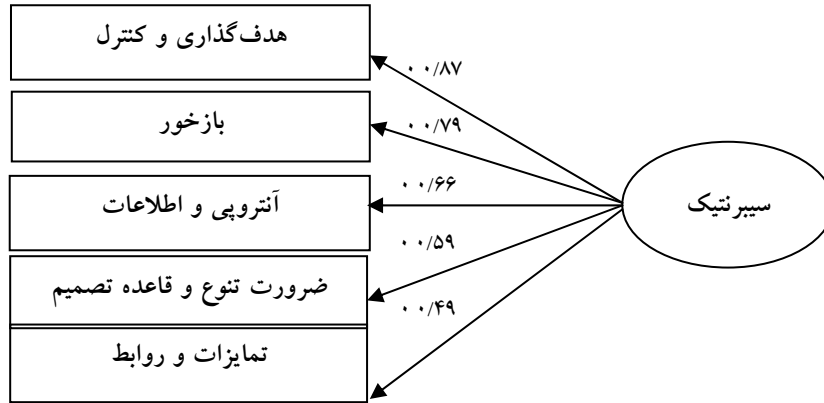 هدف‌گذاری و کنترل
۰۰/۸۷
بازخور
۰۰/۷۹
آنتروپی و اطلاعات
۰۰/۶۶
سیبرنتیک
ضرورت تنوع و قاعده تصمیم
۰۰/۵۹
تمایزات و روابط
۰۰/۴۹